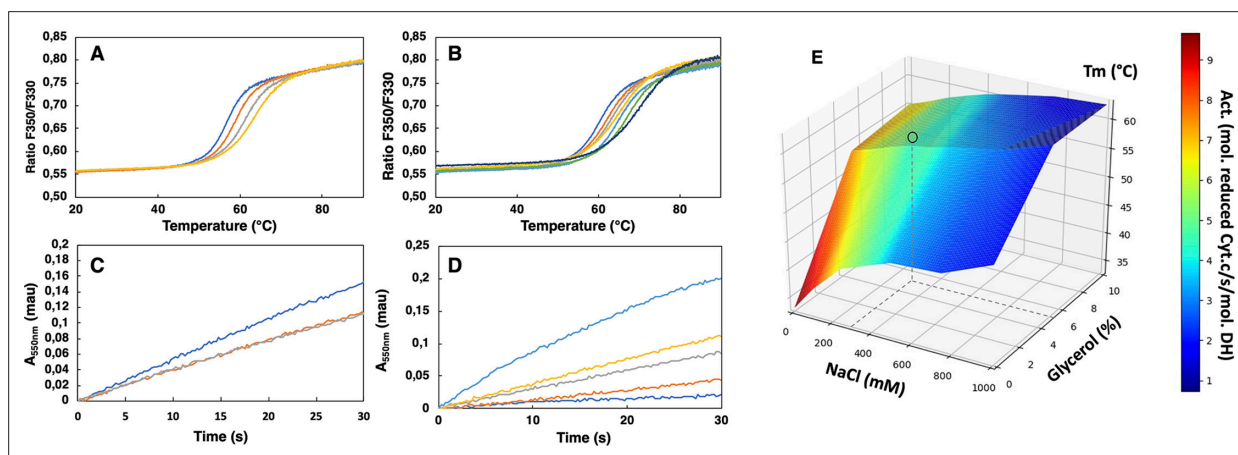 A
Ratio F350/F330
0,85
0,80
0,75
0,70
0,65
0,60
0,55
0,50
20 40 60 80
Temperature (°C)
B
Ratio F350/F330
0,85
0,80
0,75
0,70
0,65
0,60
0,55
0,50
20 40 60 80
Temperature (°C)
C
A550nm (mau)
0,2
0,18
0,16
0,14
0,12
0,1
0,08
0,06
0,04
0,02
0
0 5 10 15 20 25 30
Time (s)
D
A550nm (mau)
0,25
0,2
0,15
0,1
0,05
0
0 10 20 30
Time (s)
E
Tm (°C)
60
55
50
45
40
35
0 200 400 600 800 1000
NaCl (mM)
0 2 4 6 8 10
Glycerol (%)
9
8
7
6
5
4
3
2
1
Act. (mol. reduced Cyt.c/s/mol. DH)